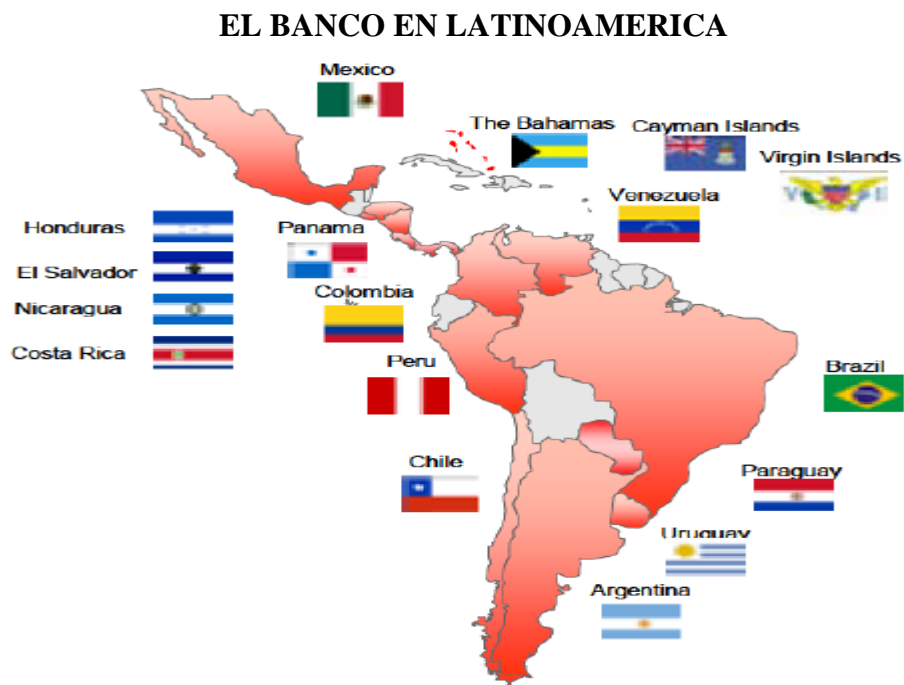 EL BANCO EN LATINOAMERICA
Mexico
The Bahamas
Cayman Islands
Virgin Islands
Venezuela
Honduras
Panama
El Salvador
Colombia
Nicaragua
Costa Rica
Peru
Brazil
Chile
Paraguay
Uruguay
Argentina